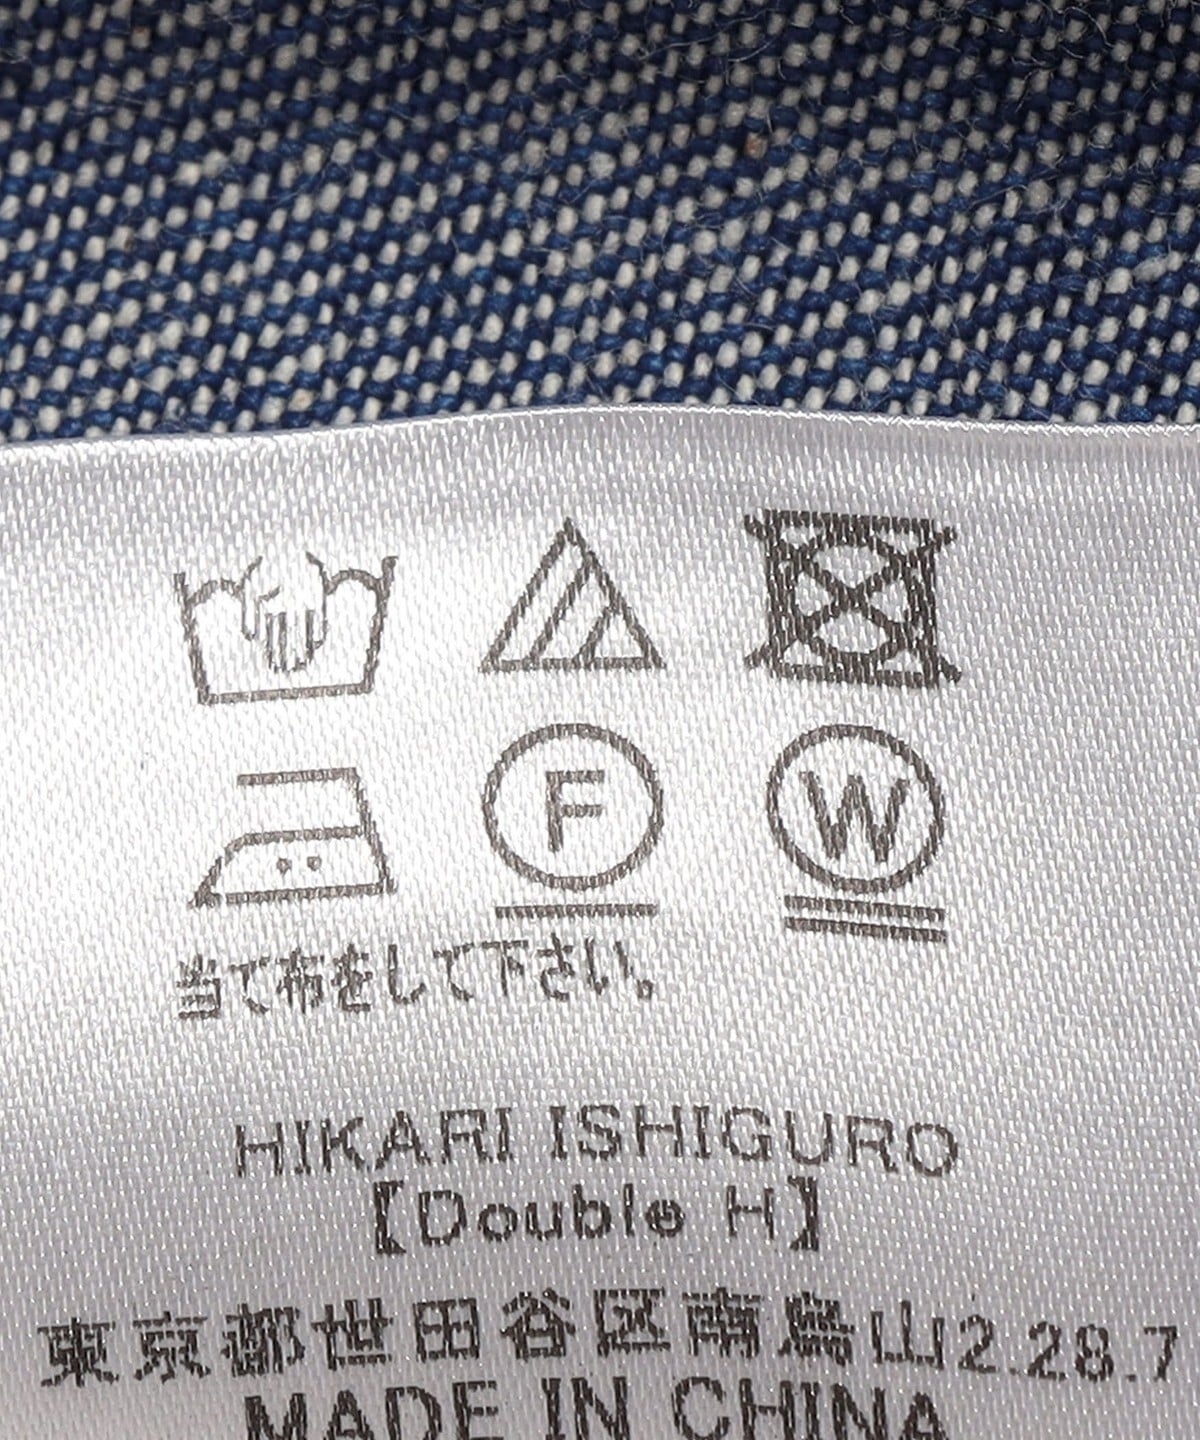 F W
当て布をして下さい。
HIKARI ISHIGURO
【Double H】
東京都世田谷区南烏山2.28.7
MADE IN CHINA